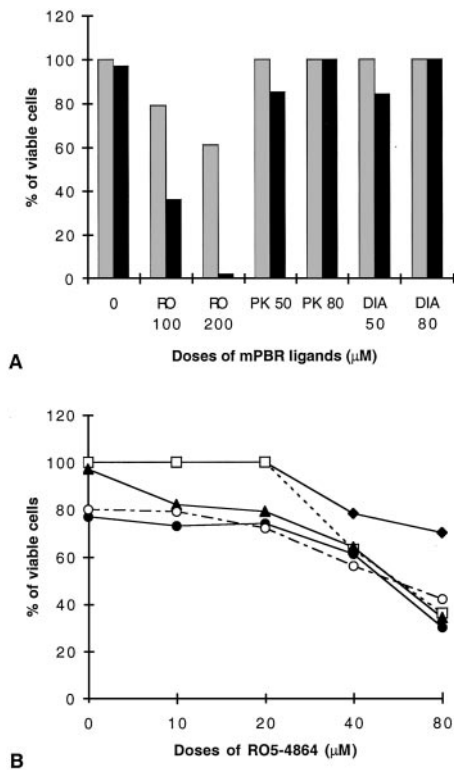 120
100
80
60
40
20
0
% of viable cells
0 RO 100 RO 200 PK 50 PK 80 DIA 50 DIA 80
Doses of mPBR ligands (µM)
A
120
100
80
60
40
20
0
% of viable cells
0 10 20 40 80
Doses of RO5-4864 (µM)
B